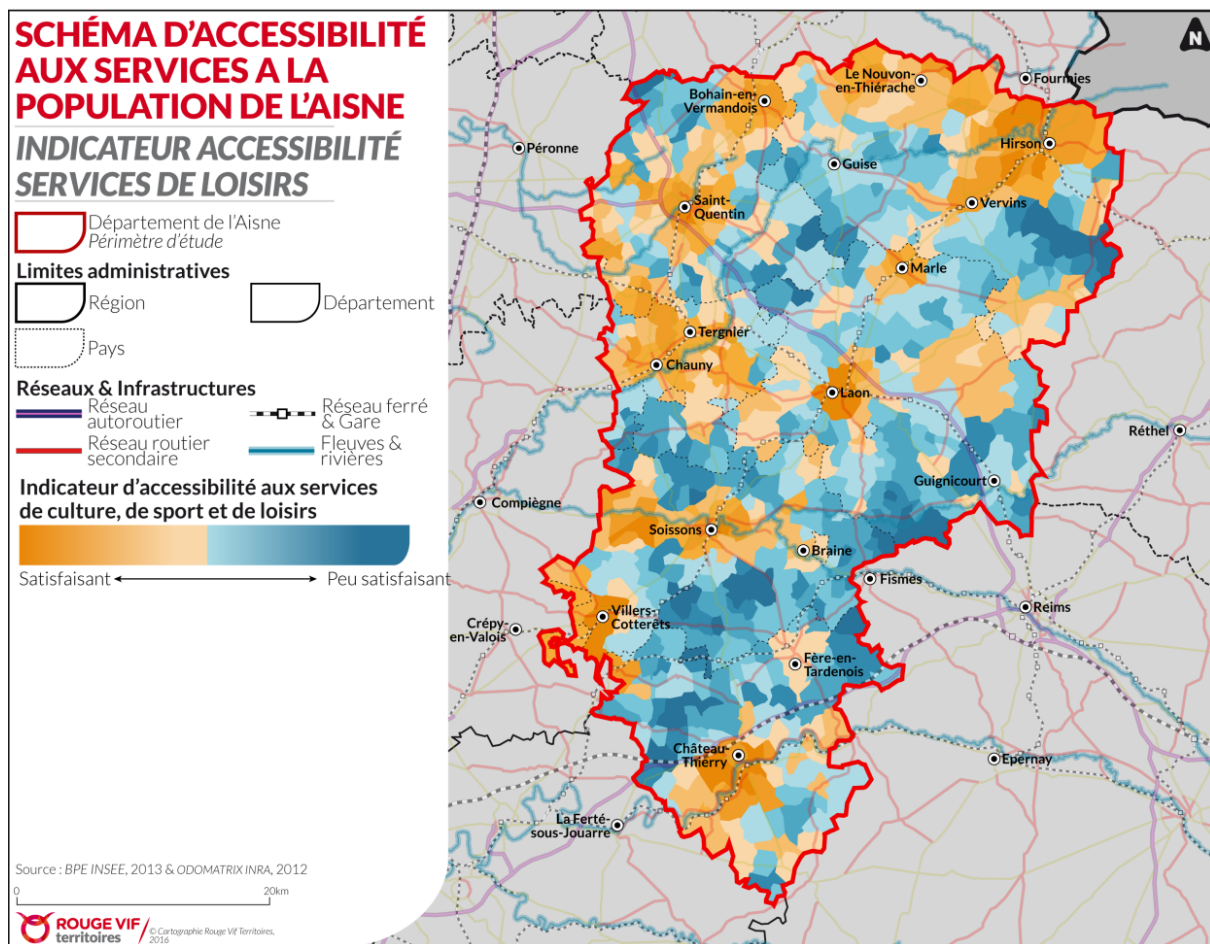 SCHÉMA D'ACCESSIBILITÉ
AUX SERVICES A LA
POPULATION DE L'AISNE
INDICATEUR ACCESSIBILITÉ
SERVICES DE LOISIRS
Département de l'Aisne
Périmètre d'étude
Limites administratives
Région
Département
Pays
Réseaux & Infrastructures
Réseau
autoroutier
Réseau ferré
& Gare
Réseau routier
secondaire
Fleuves &
rivières
Indicateur d'accessibilité aux services
de culture, de sport et de loisirs
Satisfaisant
Peu satisfaisant
Source : BPE INSEE, 2013 & ODOMATRIX INRA, 2012
0
20km
ROUGE VIF
territoires
© Cartographie Rouge Vif Territoires,
2016
N
Fourmies
Le Nouvon-
en-Thiérache
Bohain-en-
Vermandois
Péronne
Hirson
Guise
Saint-
Quentin
Vervins
Marle
Tergnier
Chauny
Laon
Réthel
Guignicourt
Compiègne
Soissons
Braine
Fismes
Reims
Villers-
Cotterêts
Crépy-
en-Valois
Fère-en-
Tardenois
Château-
Thierry
Epernay
La Ferté-
sous-Jouarre